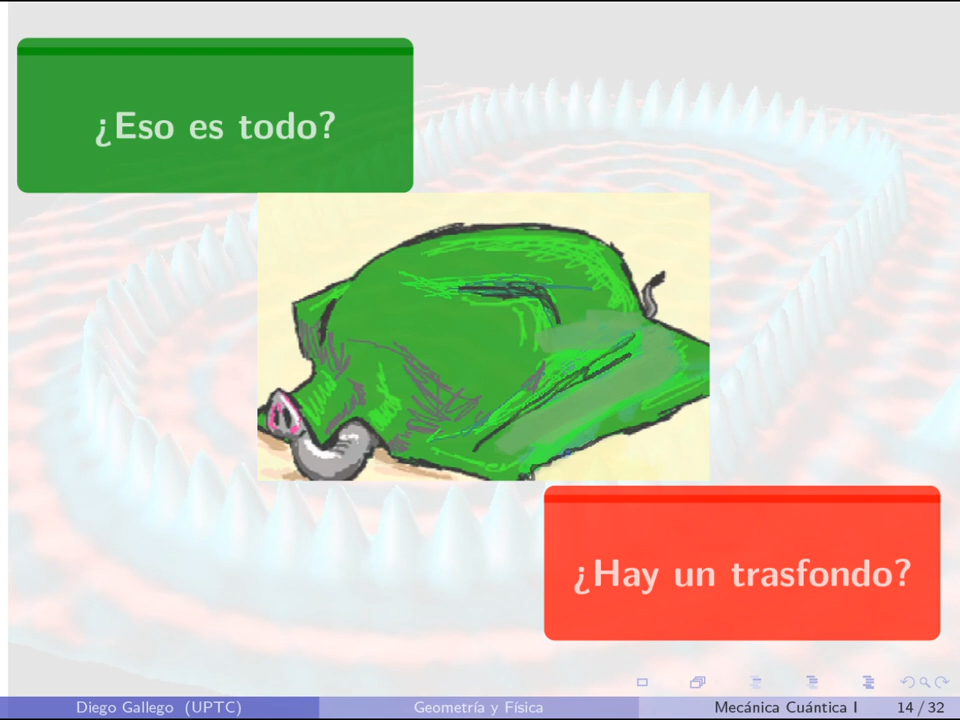 ¿Eso es todo?
¿Hay un trasfondo?
Diego Gallego (UPTC) Geometría y Física Mecánica Cuántica I 14 / 32